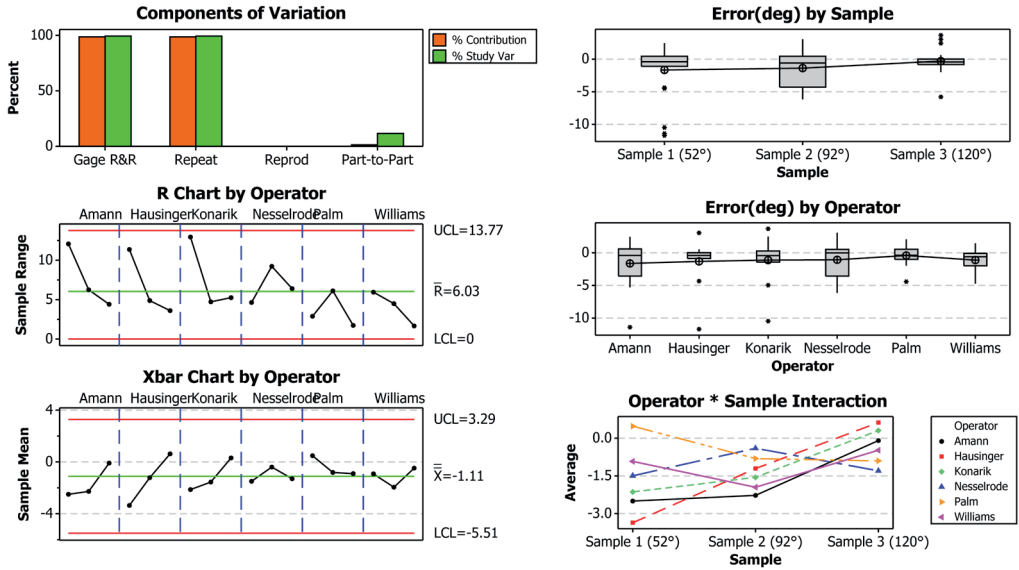 Components of Variation
Percent
100
50
0
Gage R&R Repeat Reprod Part-to-Part
% Contribution
% Study Var
Error(deg) by Sample
0
-5
-10
Sample 1 (52°) Sample 2 (92°) Sample 3 (120°)
Sample
R Chart by Operator
Amann Hausinger Konarik Nesselrode Palm Williams
Sample Range
10
5
0
UCL=13.77
R=6.03
LCL=0
Error(deg) by Operator
0
-5
-10
Amann Hausinger Konarik Nesselrode Palm Williams
Operator
Xbar Chart by Operator
Amann Hausinger Konarik Nesselrode Palm Williams
Sample Mean
4
0
-4
UCL=3.29
X=-1.11
LCL=-5.51
Operator * Sample Interaction
Average
0.0
-1.5
-3.0
Sample 1 (52°) Sample 2 (92°) Sample 3 (120°)
Sample
Operator
Amann
Hausinger
Konarik
Nesselrode
Palm
Williams